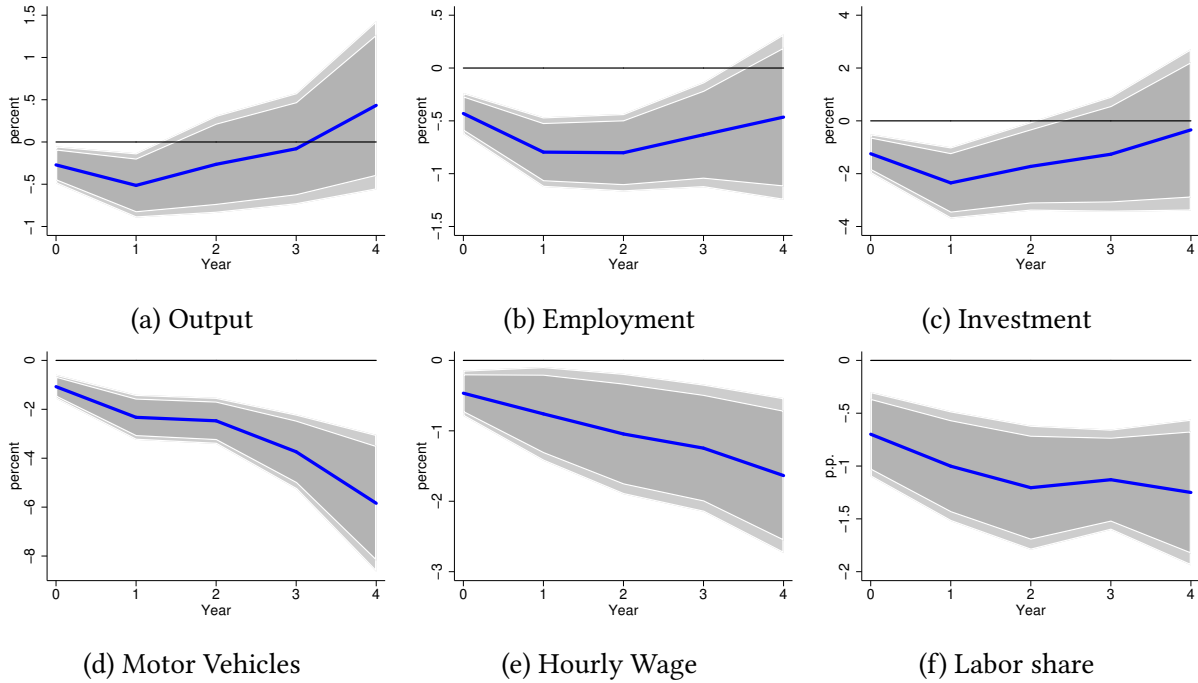 percent
1.5
1
.5
0
−.5
−1
0 1 2 3 4
Year
(a) Output
percent
.5
0
−.5
−1
−1.5
0 1 2 3 4
Year
(b) Employment
percent
4
2
0
−2
−4
0 1 2 3 4
Year
(c) Investment
percent
0
−2
−4
−6
−8
0 1 2 3 4
Year
(d) Motor Vehicles
percent
0
−1
−2
−3
0 1 2 3 4
Year
(e) Hourly Wage
p.p.
0
−.5
−1
−1.5
−2
0 1 2 3 4
Year
(f) Labor share